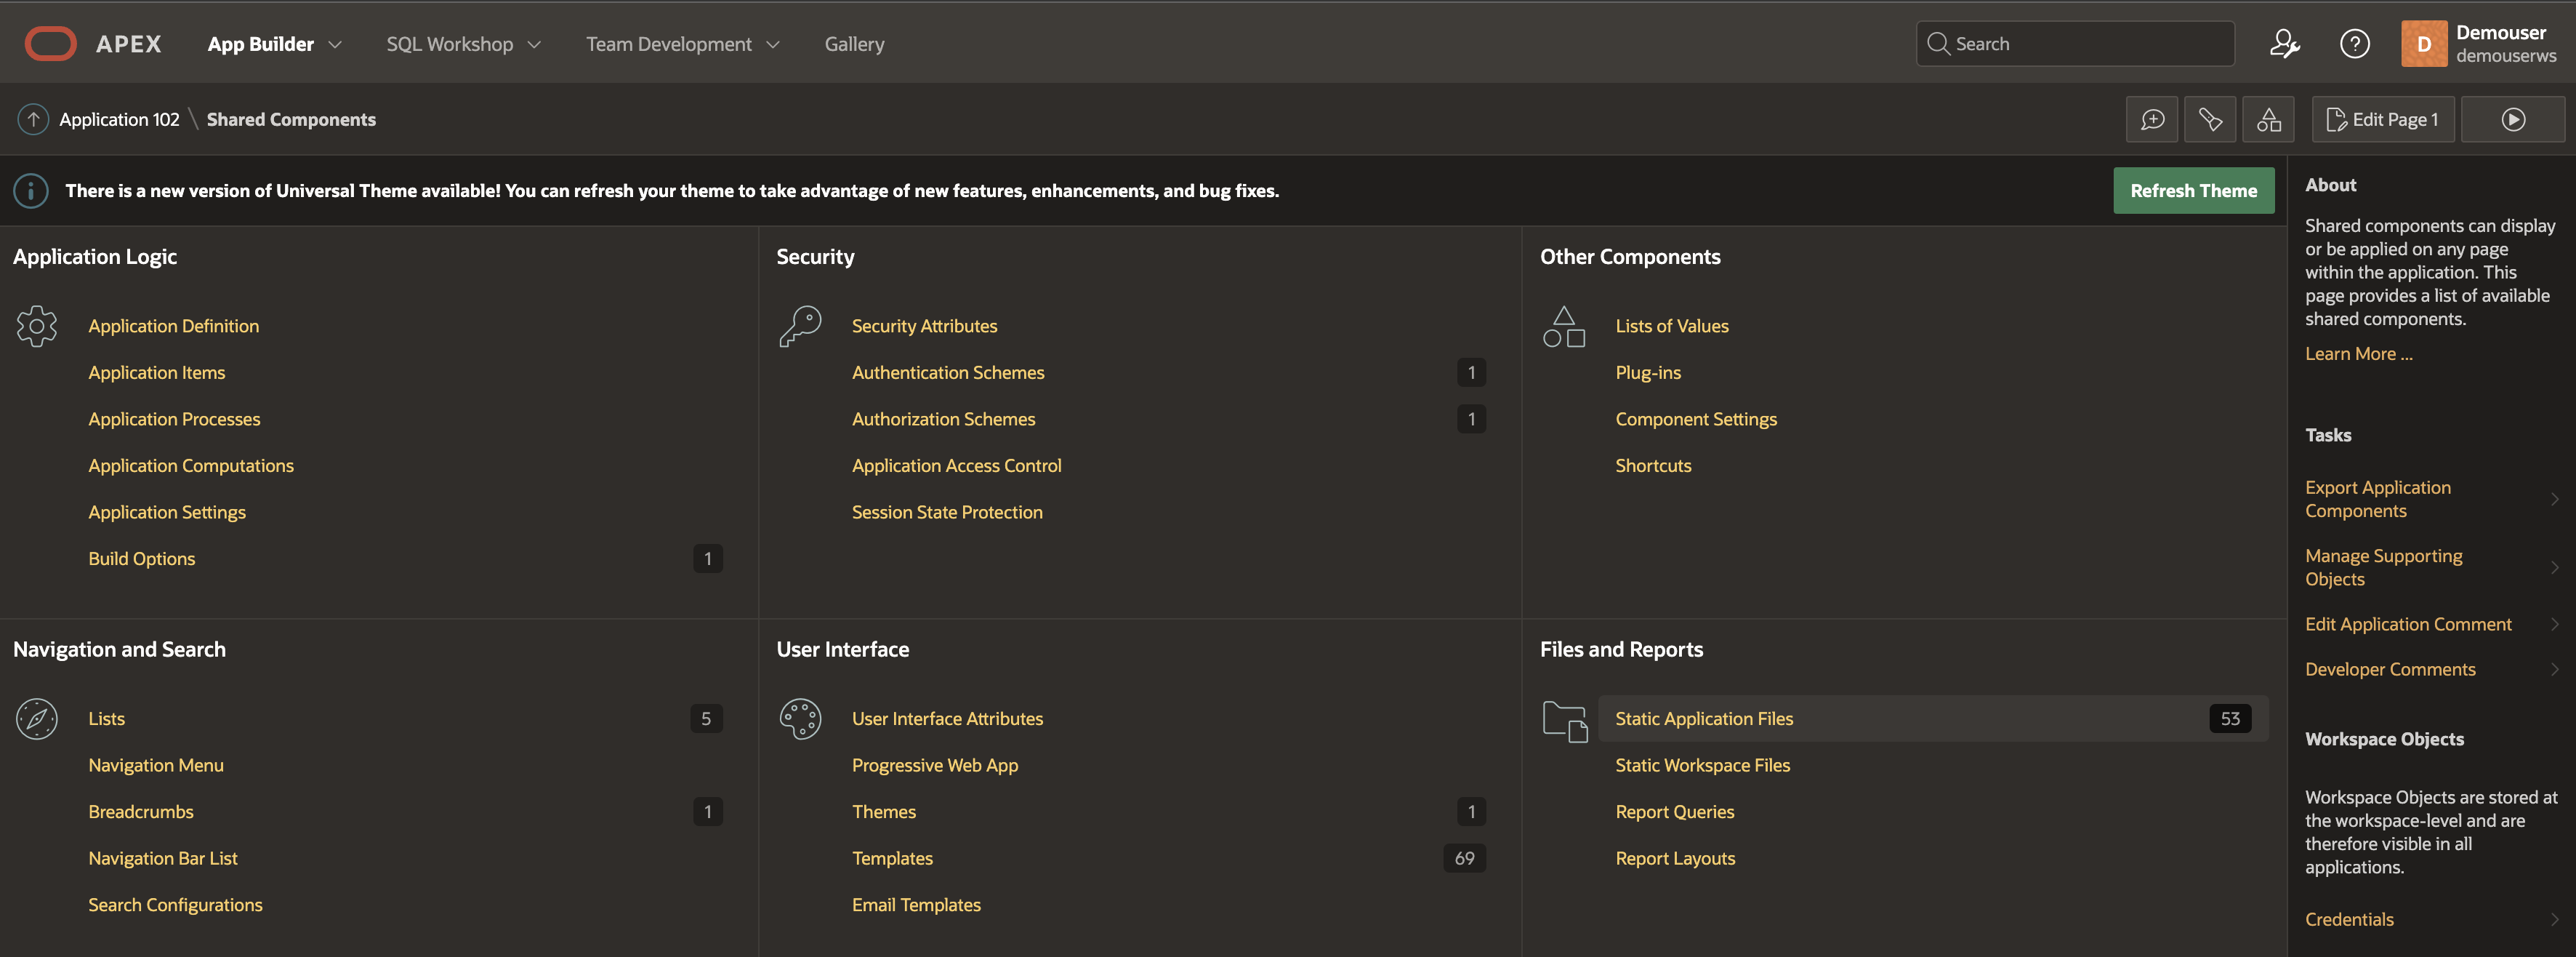 APEX
App Builder
SQL Workshop
Team Development
Gallery
Search
D
Demouser
demouserws
Application 102 \ Shared Components
Edit Page 1
There is a new version of Universal Theme available! You can refresh your theme to take advantage of new features, enhancements, and bug fixes.
Refresh Theme
Application Logic
Application Definition
Application Items
Application Processes
Application Computations
Application Settings
Build Options 1
Security
Security Attributes
Authentication Schemes 1
Authorization Schemes 1
Application Access Control
Session State Protection
Other Components
Lists of Values
Plug-ins
Component Settings
Shortcuts
Navigation and Search
Lists 5
Navigation Menu
Breadcrumbs 1
Navigation Bar List
Search Configurations
User Interface
User Interface Attributes
Progressive Web App
Themes 1
Templates 69
Email Templates
Files and Reports
Static Application Files 53
Static Workspace Files
Report Queries
Report Layouts
About
Shared components can display
or be applied on any page
within the application. This
page provides a list of available
shared components.
Learn More ...
Tasks
Export Application
Components
Manage Supporting
Objects
Edit Application Comment
Developer Comments
Workspace Objects
Workspace Objects are stored at
the workspace-level and are
therefore visible in all
applications.
Credentials